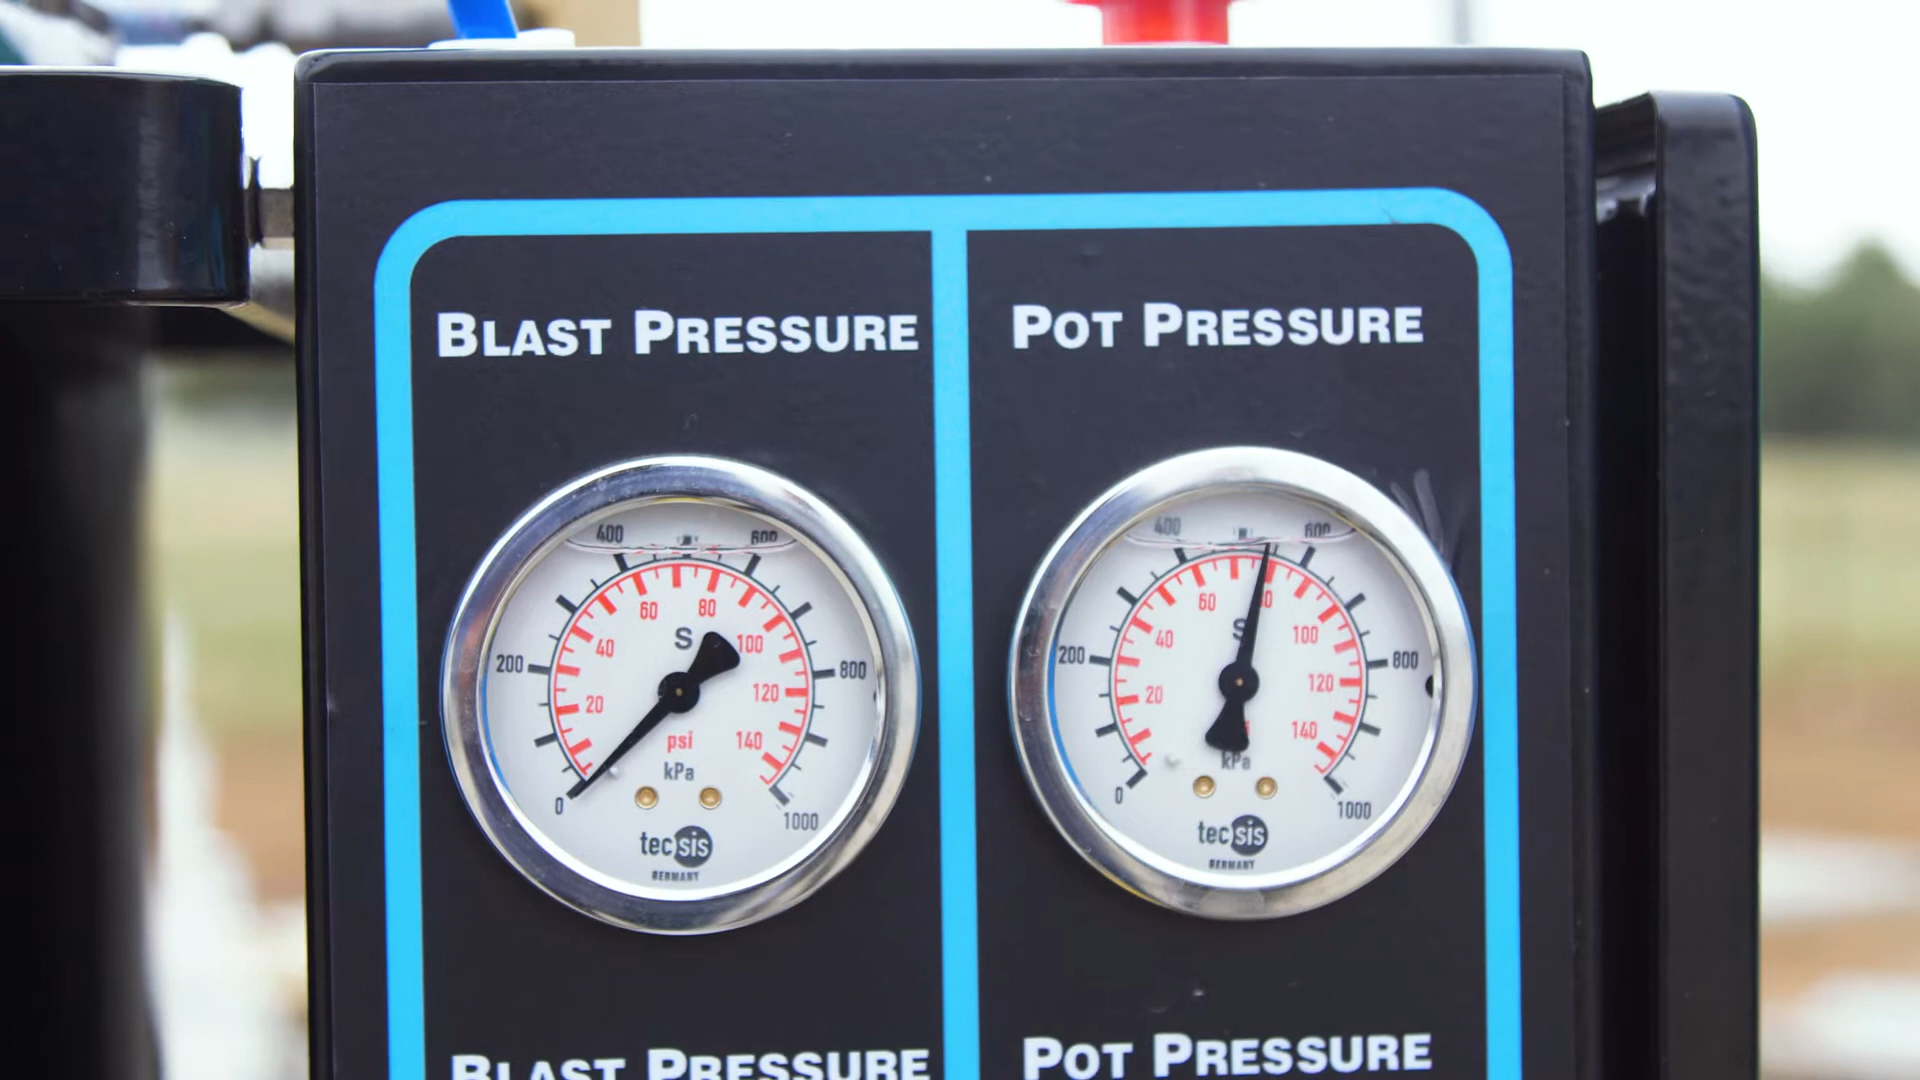 BLAST PRESSURE
POT PRESSURE
400 600
60 80
S
40 100
200 800
20 120
psi 140
kPa
0 1000
tecsis
GERMANY
400 600
60
40 100
200 800
20 120
140
kPa
0 1000
tecsis
GERMANY
BLAST PRESSURE
POT PRESSURE